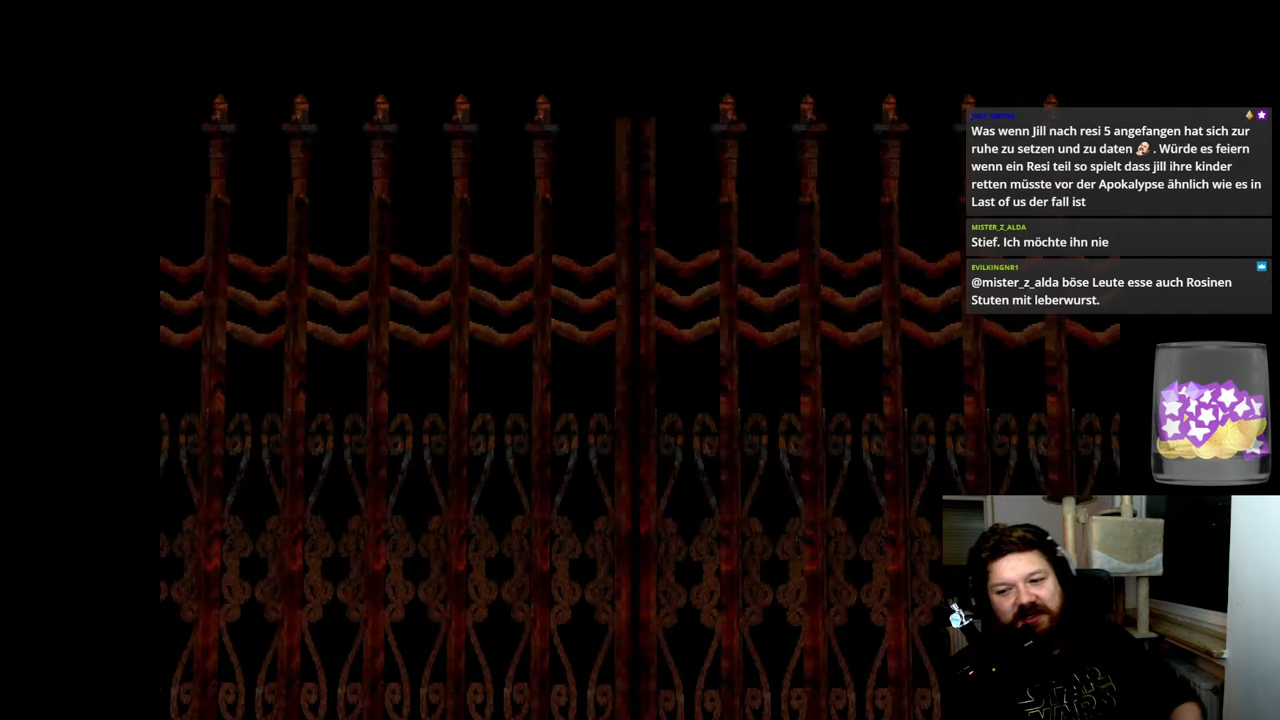 Was wenn Jill nach resi 5 angefangen hat sich zur
ruhe zu setzen und zu daten . Würde es feiern
wenn ein Resi teil so spielt dass jill ihre kinder
retten müsste vor der Apokalypse ähnlich wie es in
Last of us der fall ist
MISTER_Z_ALDA
Stief. Ich möchte ihn nie
EVILKINGNR1
@mister_z_alda böse Leute esse auch Rosinen
Stuten mit leberwurst.
STAR
WARS